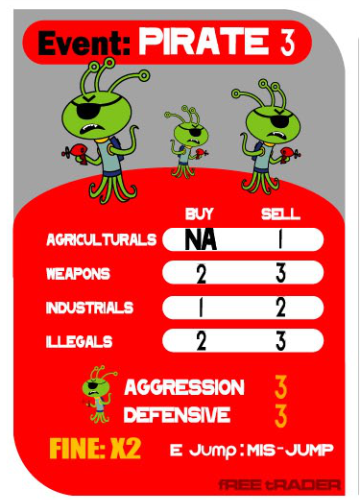 Event: PIRATE 3
BUY SELL
AGRICULTURALS NA 1
WEAPONS 2 3
INDUSTRIALS 1 2
ILLEGALS 2 3
AGGRESSION 3
DEFENSIVE 3
FINE: X2 E Jump: MIS-JUMP
fREE tRADER